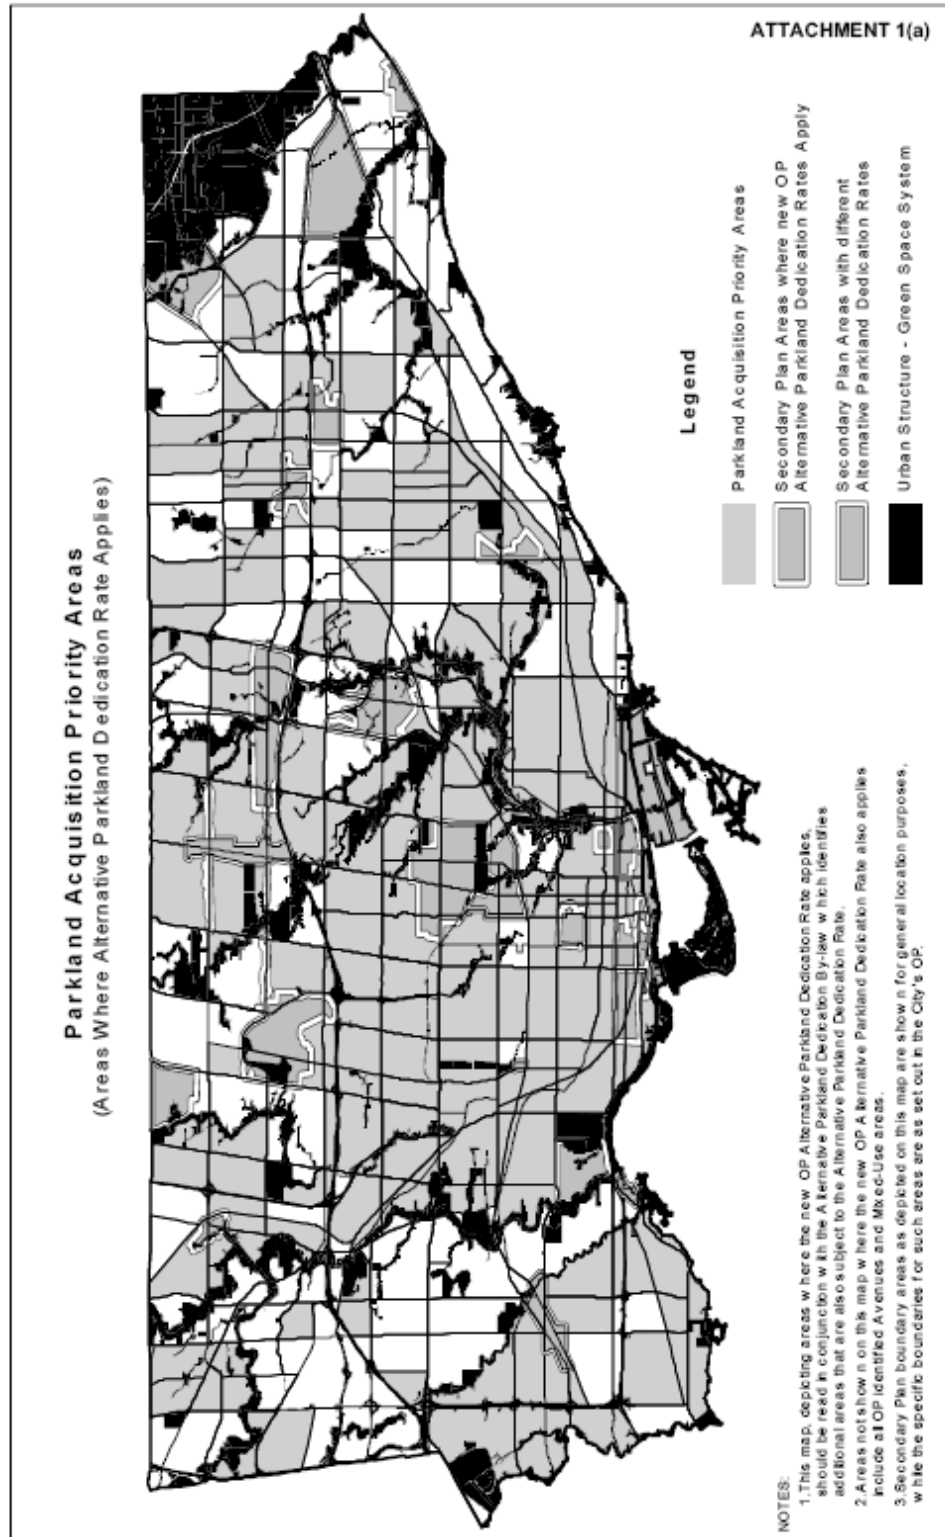 ATTACHMENT 1(a)
Parkland Acquisition Priority Areas
(Areas Where Alternative Parkland Dedication Rate Applies)
Legend
Parkland Acquisition Priority Areas
Secondary Plan Areas where new OP
Alternative Parkland Dedication Rates Apply
Secondary Plan Areas with different
Alternative Parkland Dedication Rates
Urban Structure - Green Space System
NOTES:
1.This map, depicting areas where the new OP Alternative Parkland Dedication Rate applies,
should be read in conjunction with the Alternative Parkland Dedication By-law which identifies
additional areas that are also subject to the Alternative Parkland Dedication Rate.
2.Areas not shown on this map where the new OP Alternative Parkland Dedication Rate also applies
include all OP identified Avenues and Mixed-Use areas.
3.Secondary Plan boundary areas as depicted on this map are shown for general location purposes,
while the specific boundaries for such areas are as set out in the City's OP.